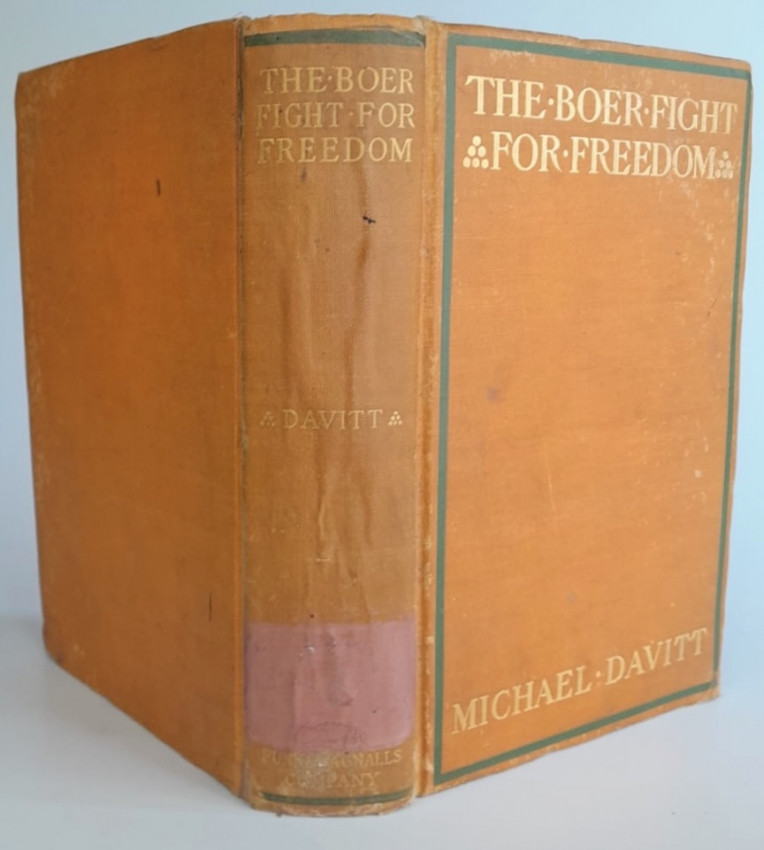 THE·BOER
FIGHT·FOR
FREEDOM
DAVITT
FUNK & WAGNALLS
COMPANY
THE·BOER·FIGHT
FOR·FREEDOM
MICHAEL·DAVITT